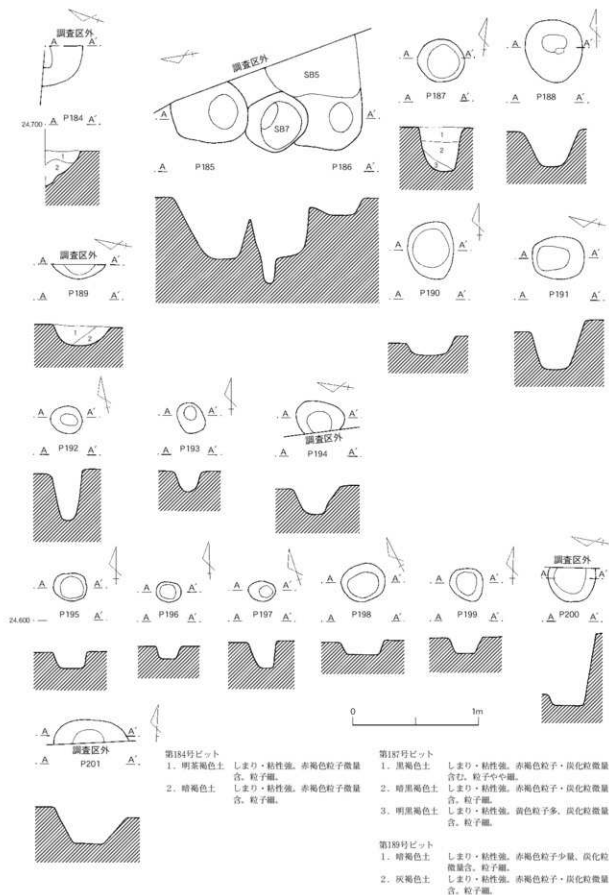 調査区外
A A′
P184
24.700 A A′
1
2
調査区外
SB5
SB7
A A′
A P185 P186 A′
A A′
P187
A A′
1
2
3
A A′
P188
A A′
調査区外
A A′
P189
A A′
1
2
A A′
P190
A A′
A A′
P191
A A′
A A′
P192
A A′
A A′
P193
A A′
A A′
調査区外
P194
A A′
A A′
P195
24.600 A A′
A A′
P196
A A′
A A′
P197
A A′
A A′
P198
A A′
A A′
P199
A A′
調査区外
A A′
P200
A A′
A A′
調査区外
P201
A A′
0 1m
第184号ピット
1. 明茶褐色土 しまり・粘性強。赤褐色粒子微量
含。粒子細。
2. 暗褐色土 しまり・粘性強。赤褐色粒子微量
含。粒子細。
第187号ピット
1. 黒褐色土 しまり・粘性強。赤褐色粒子・炭化粒微量
含む。粒子やや細。
2. 暗黒褐色土 しまり・粘性強。赤褐色粒子・炭化粒微量
含。粒子細。
3. 明黒褐色土 しまり・粘性強。 色粒子多、炭化粒微量
含。粒子細。
第189号ピット
1. 暗褐色土 しまり・粘性強。赤褐色粒子少量、炭化粒
微量含。粒子細。
2. 灰褐色土 しまり・粘性強。赤褐色粒子・炭化粒微量
含。粒子細。